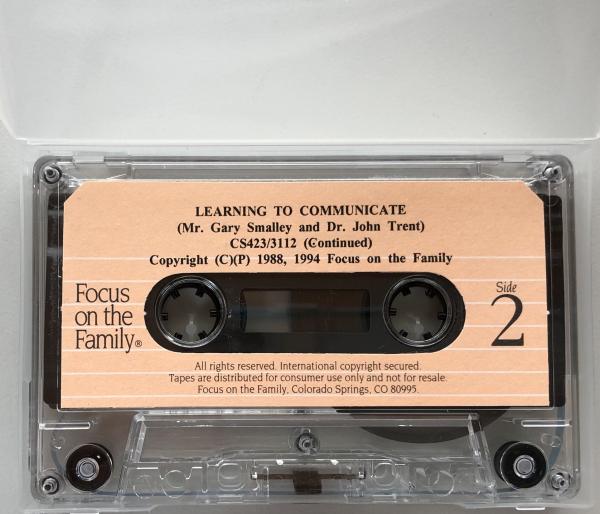 LEARNING TO COMMUNICATE
(Mr. Gary Smalley and Dr. John Trent)
CS423/3112 (Continued)
Copyright (C)(P) 1988, 1994 Focus on the Family
Focus
on the
Family®
Side
2
All rights reserved. International copyright secured.
Tapes are distributed for consumer use only and not for resale.
Focus on the Family, Colorado Springs, CO 80995.